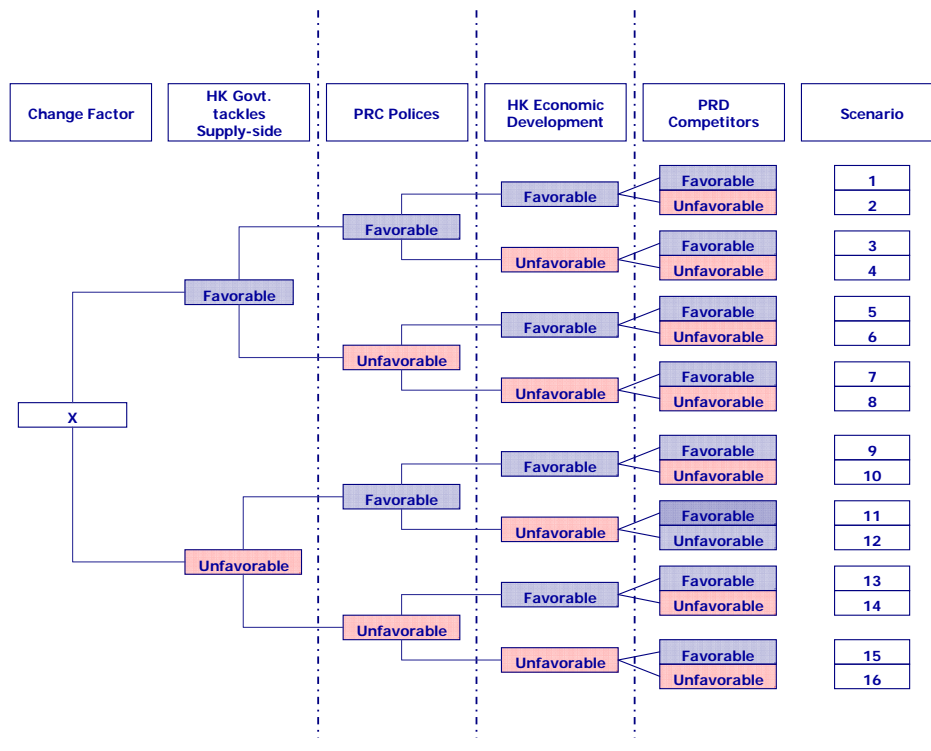 Change Factor
HK Govt.
tackles
Supply-side
PRC Polices
HK Economic
Development
PRD
Competitors
Scenario
X
Favorable
Unfavorable
Favorable
Unfavorable
Favorable
Unfavorable
Favorable
Unfavorable
Favorable
Unfavorable
Favorable
Unfavorable
Favorable
Unfavorable
Favorable
Unfavorable
Favorable
Unfavorable
Favorable
Unfavorable
Favorable
Unfavorable
Favorable
Unfavorable
Favorable
Unfavorable
Favorable
Unfavorable
Favorable
Unfavorable
1
2
3
4
5
6
7
8
9
10
11
12
13
14
15
16